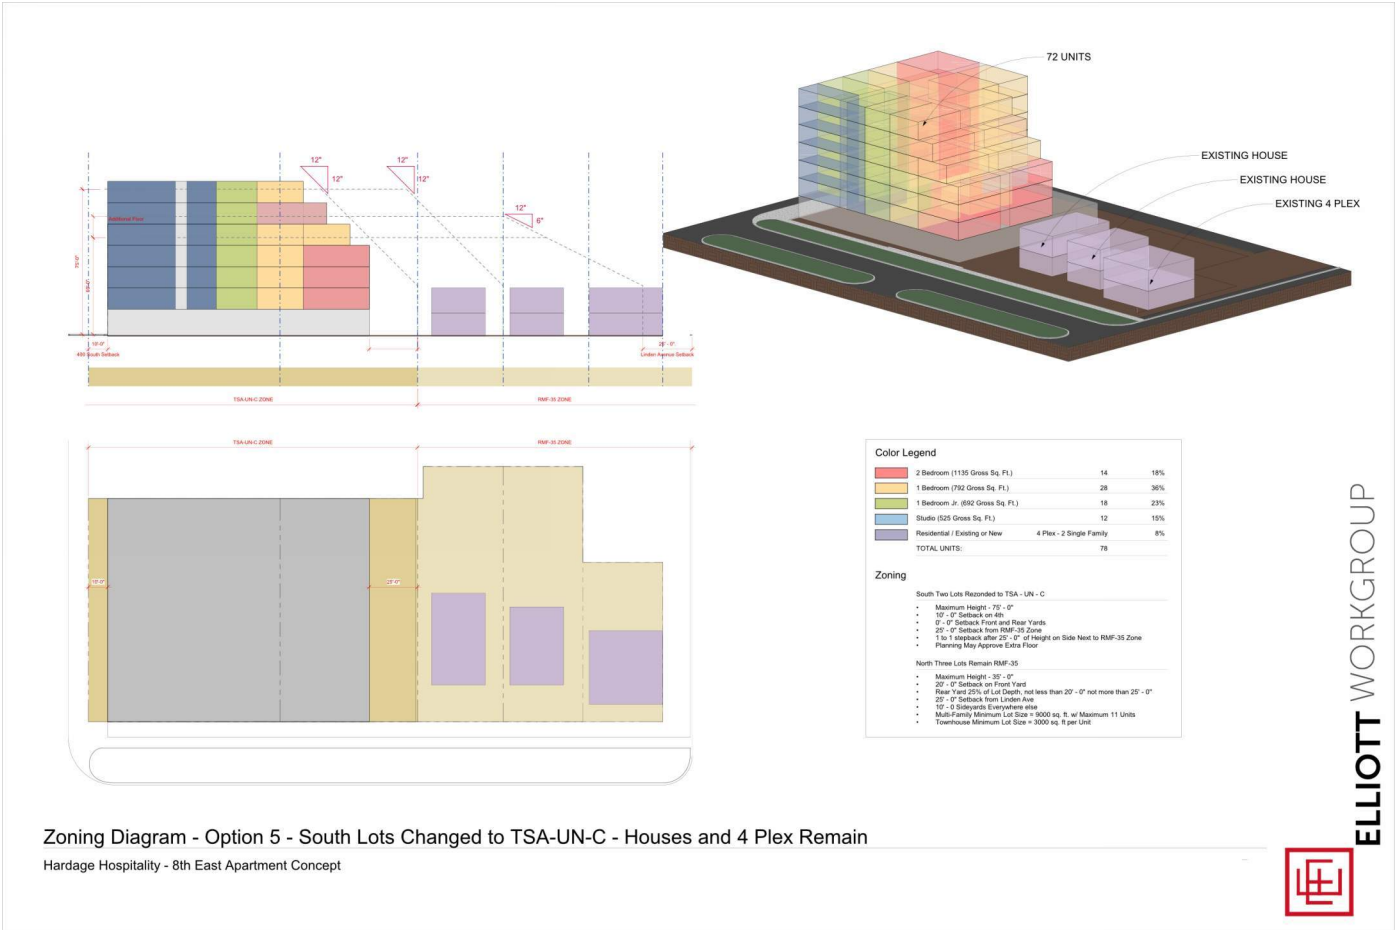 72 UNITS
EXISTING HOUSE
EXISTING HOUSE
EXISTING 4 PLEX
12"
12"
12"
12"
12"
6"
Additional Floor
75'-0"
10'-0"
400 South Setback
Linden Avenue Setback
TSA-UN-C ZONE
RMF-35 ZONE
TSA-UN-C ZONE
RMF-35 ZONE
10'-0"
25'-0"
Color Legend
2 Bedroom (1135 Gross Sq. Ft.) 14 18%
1 Bedroom (792 Gross Sq. Ft.) 28 36%
1 Bedroom Jr. (692 Gross Sq. Ft.) 18 23%
Studio (525 Gross Sq. Ft.) 12 15%
Residential / Existing or New 4 Plex - 2 Single Family 8%
TOTAL UNITS: 78
Zoning
South Two Lots Rezonded to TSA - UN - C
• Maximum Height - 75' - 0"
• 10' - 0" Setback on 4th
• 0' - 0" Setback Front and Rear Yards
• 25' - 0" Setback from RMF-35 Zone
• 1 to 1 stepback after 25' - 0" of Height on Side Next to RMF-35 Zone
• Planning May Approve Extra Floor
North Three Lots Remain RMF-35
• Maximum Height - 35' - 0"
• 20' - 0" Setback on Front Yard
• Rear Yard 25% of Lot Depth, not less than 20' - 0" not more than 25' - 0"
• 25' - 0" Setback from Linden Ave
• 10' - 0 Sideyards Everywhere else
• Multi-Family Minimum Lot Size = 9000 sq. ft. w/ Maximum 11 Units
• Townhouse Minimum Lot Size = 3000 sq. ft per Unit
ELLIOTT WORKGROUP
Zoning Diagram - Option 5 - South Lots Changed to TSA-UN-C - Houses and 4 Plex Remain
Hardage Hospitality - 8th East Apartment Concept